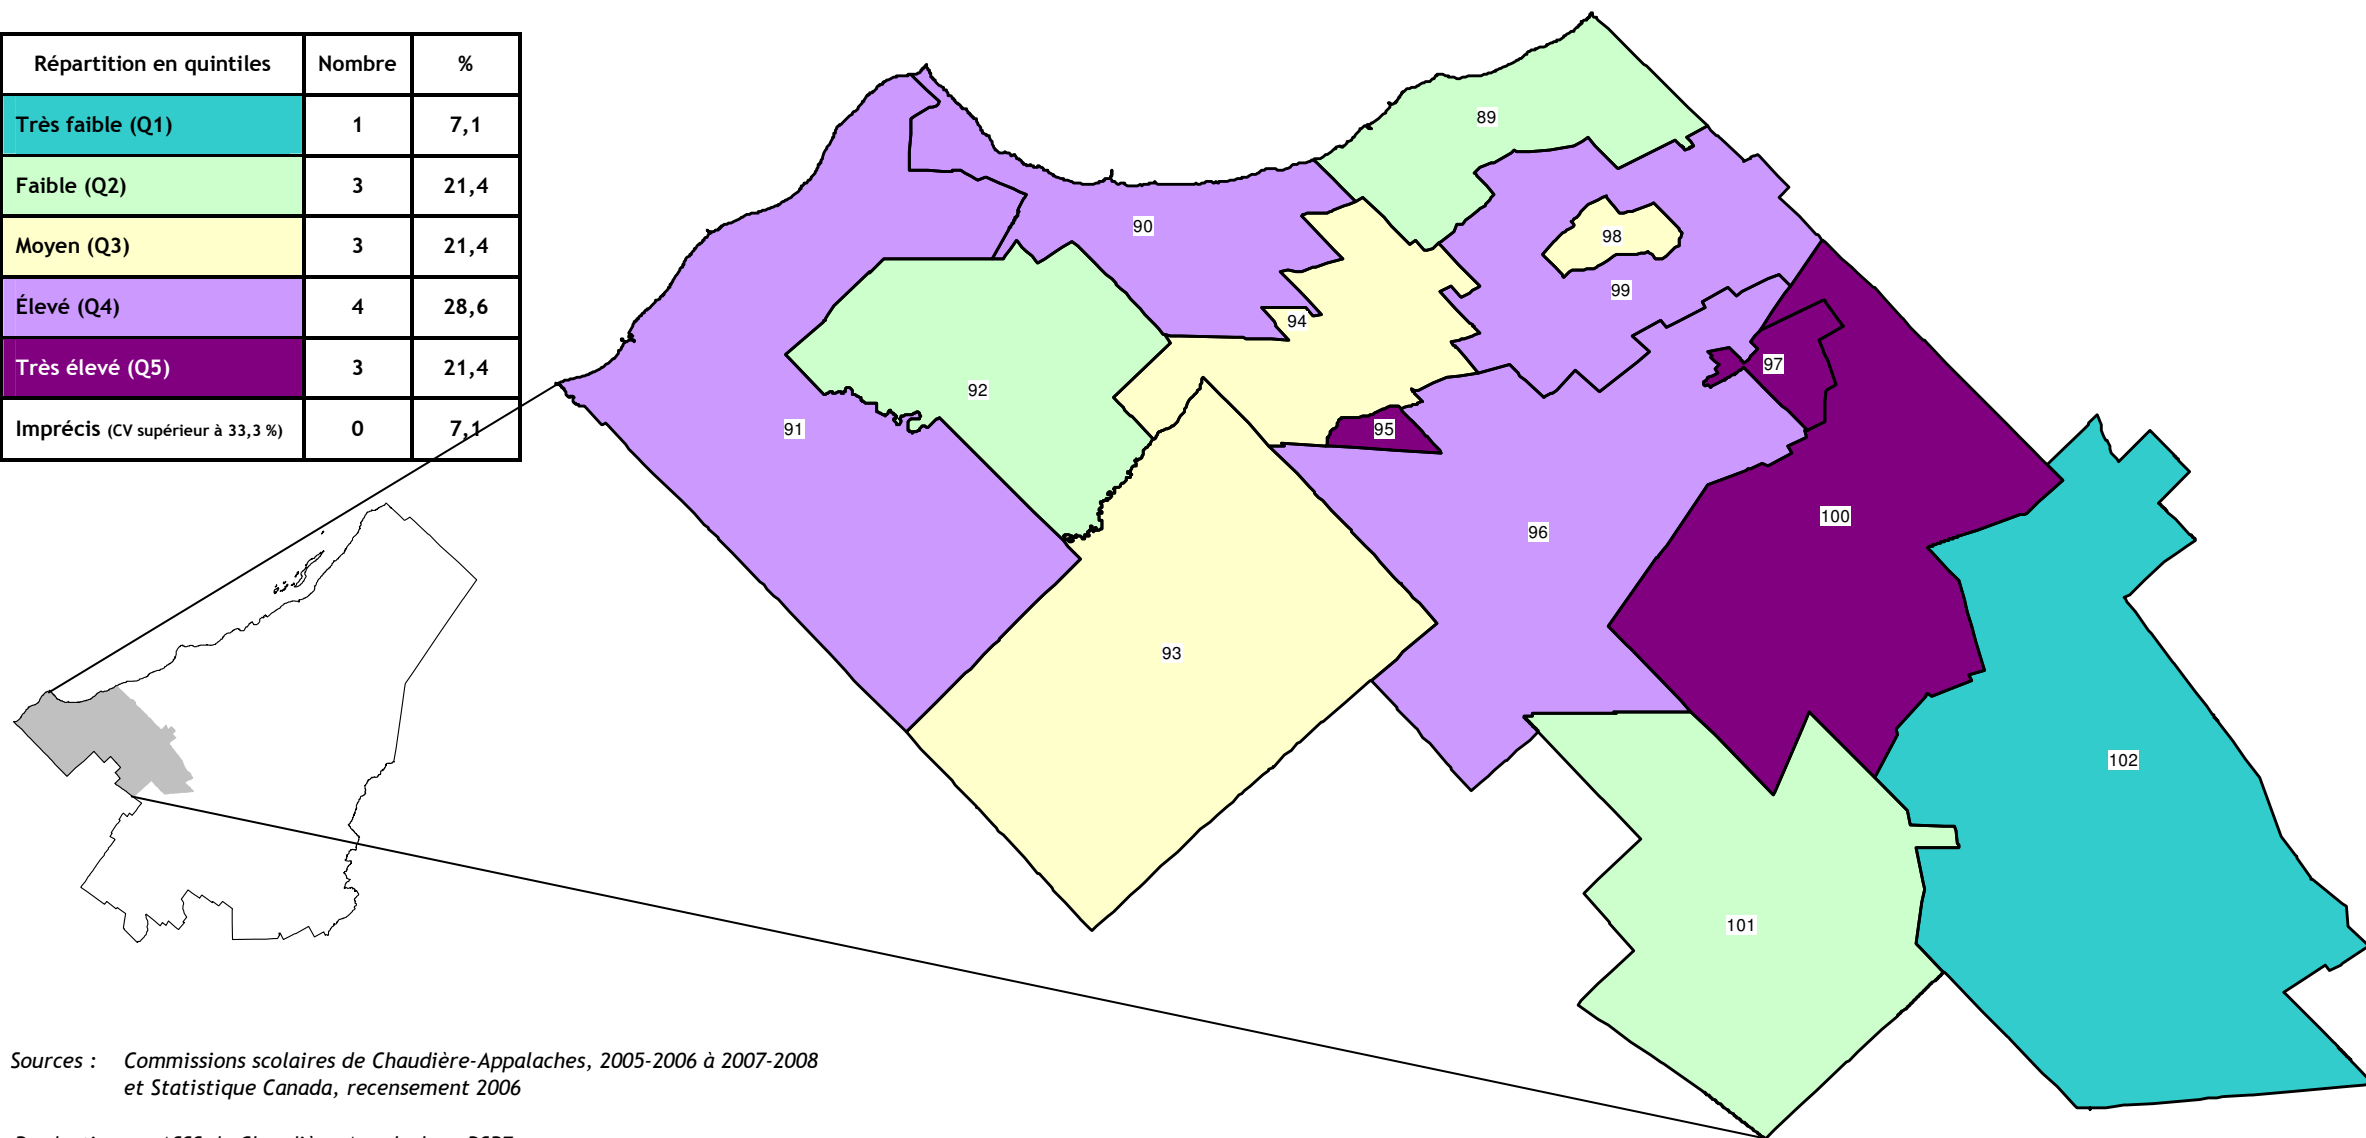 Répartition en quintiles Nombre %
Très faible (Q1) 1 7,1
Faible (Q2) 3 21,4
Moyen (Q3) 3 21,4
Élevé (Q4) 4 28,6
Très élevé (Q5) 3 21,4
Imprécis (CV supérieur à 33,3 %) 0 7,1
89
90
98
99
94
97
92
91
95
100
96
93
102
101
Sources : Commissions scolaires de Chaudière-Appalaches, 2005-2006 à 2007-2008
et Statistique Canada, recensement 2006